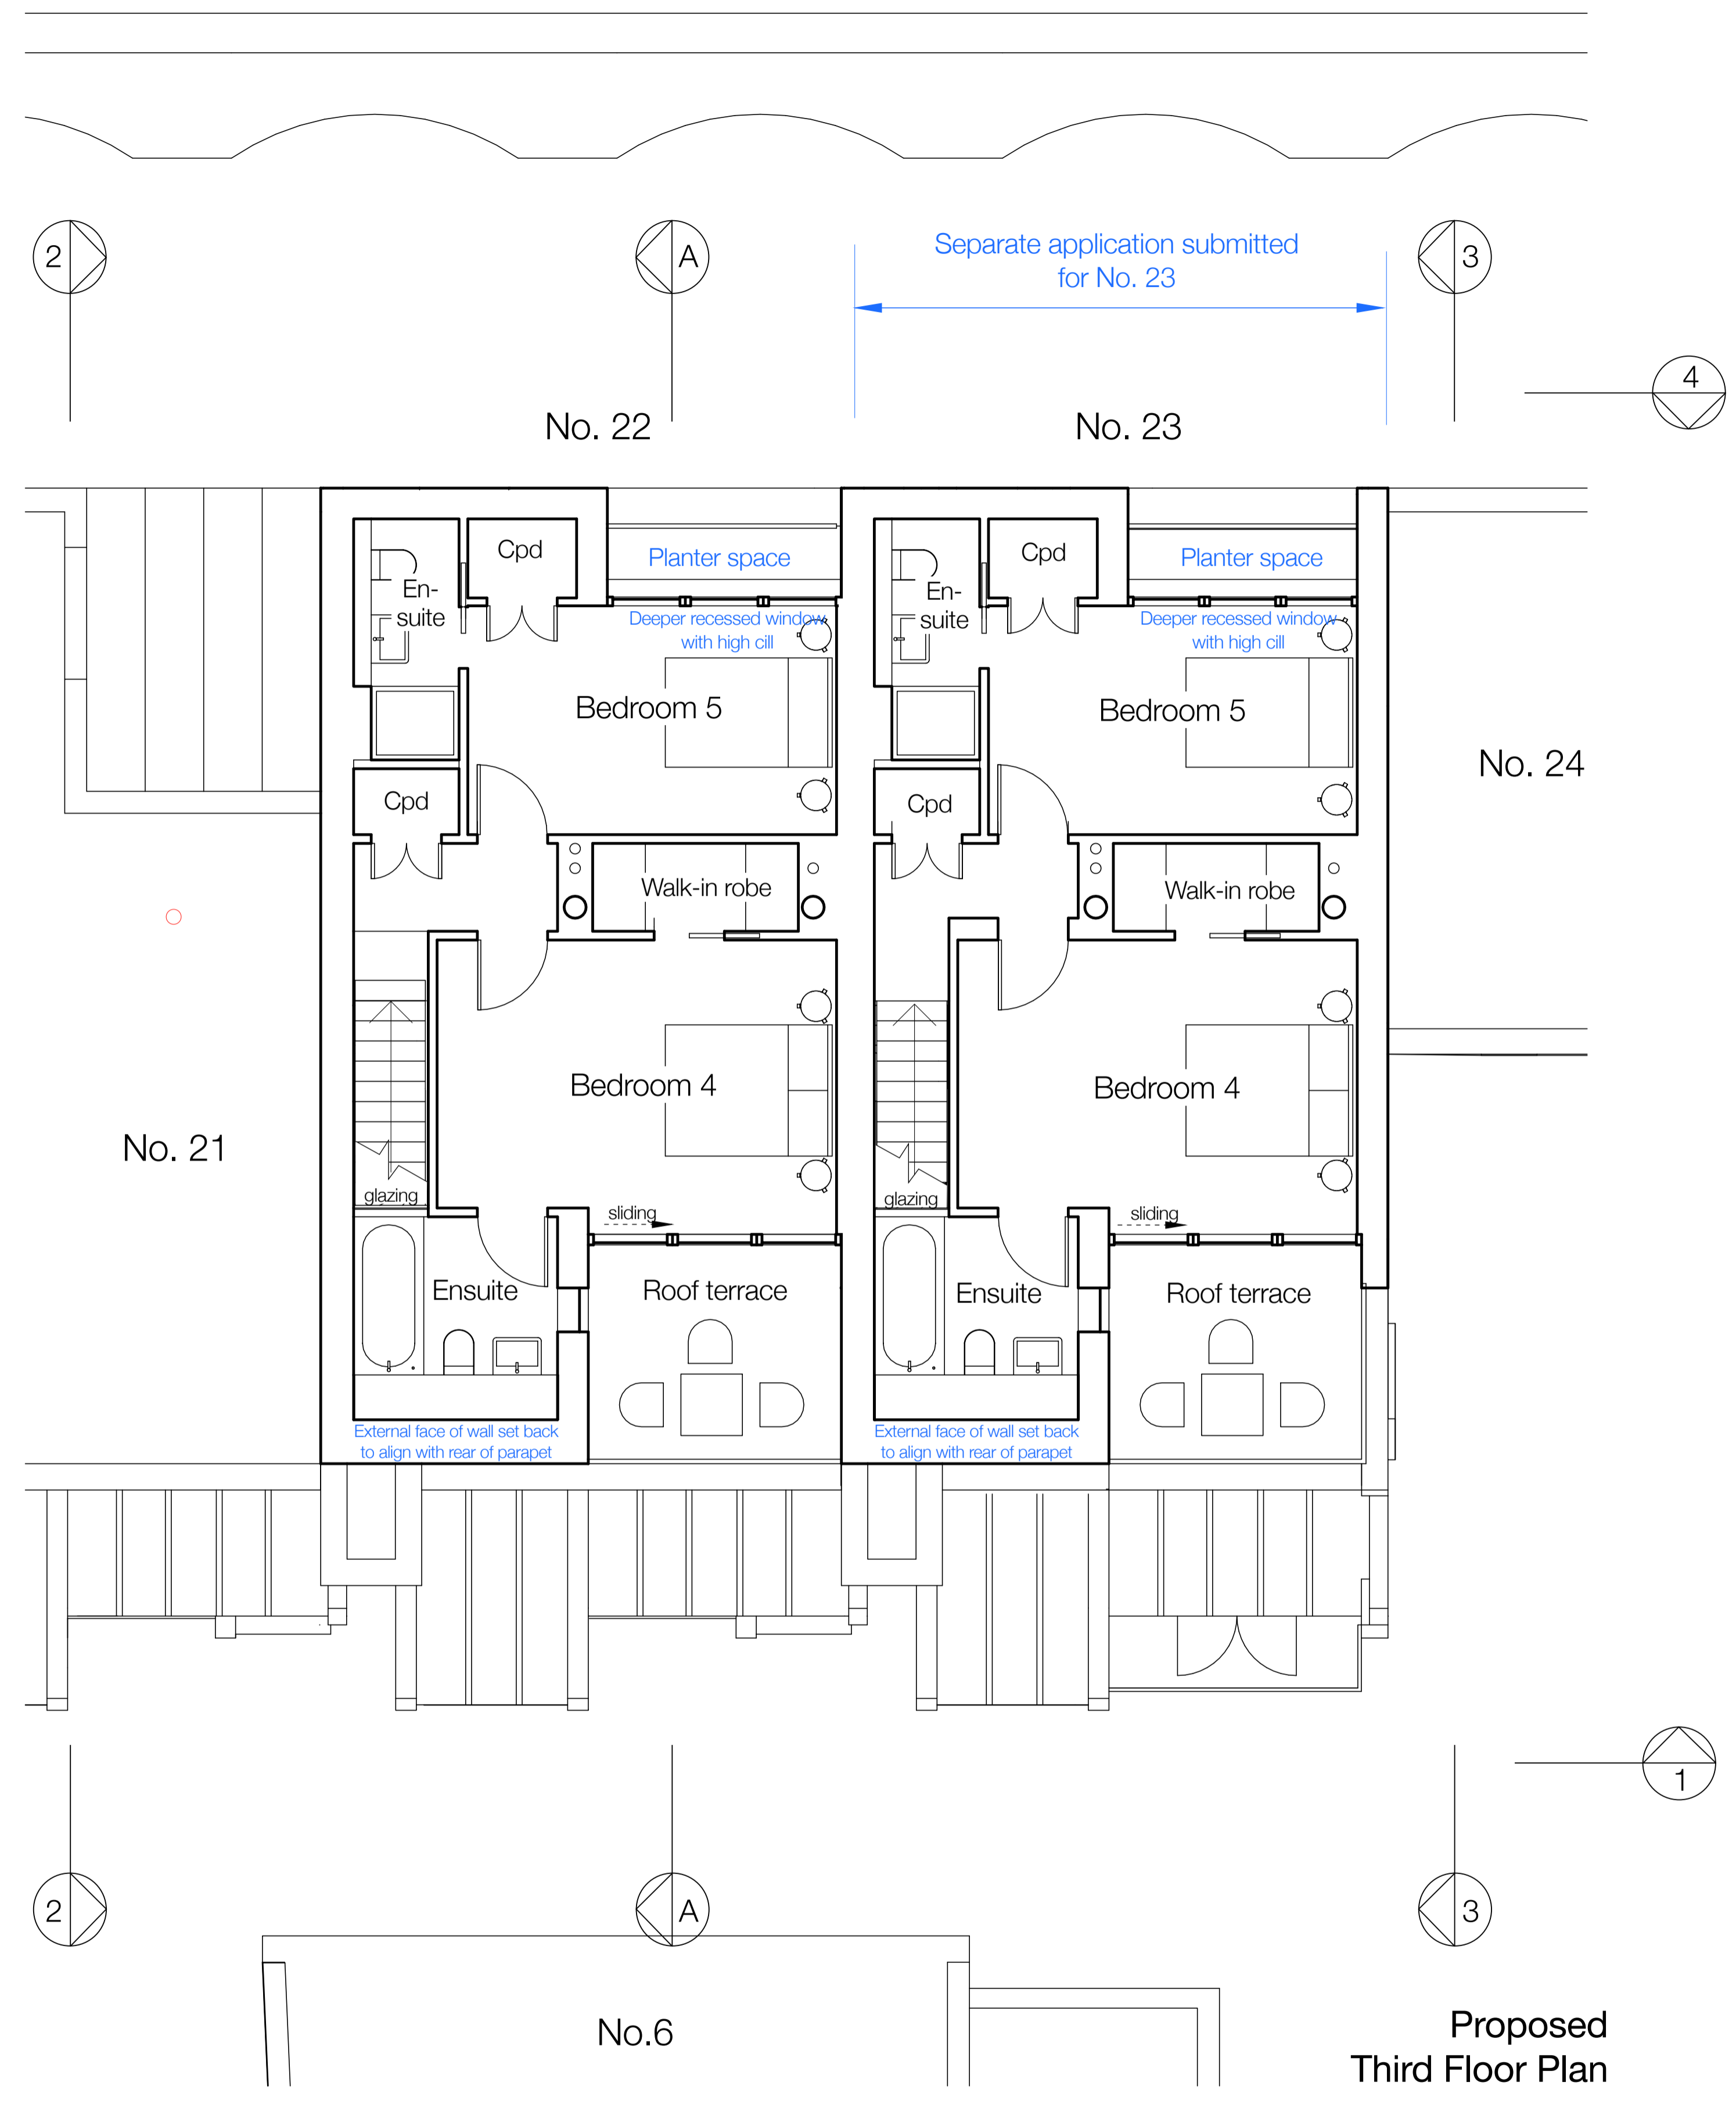 2
A
Separate application submitted
for No. 23
3
4
No. 22
No. 23
Cpd
Planter space
En-
suite
Deeper recessed window
with high cill
Bedroom 5
Cpd
Walk-in robe
Bedroom 4
glazing
sliding
Ensuite
Roof terrace
External face of wall set back
to align with rear of parapet
Cpd
Planter space
En-
suite
Deeper recessed window
with high cill
Bedroom 5
Cpd
Walk-in robe
Bedroom 4
glazing
sliding
Ensuite
Roof terrace
External face of wall set back
to align with rear of parapet
No. 24
No. 21
1
2
A
3
No.6
Proposed
Third Floor Plan